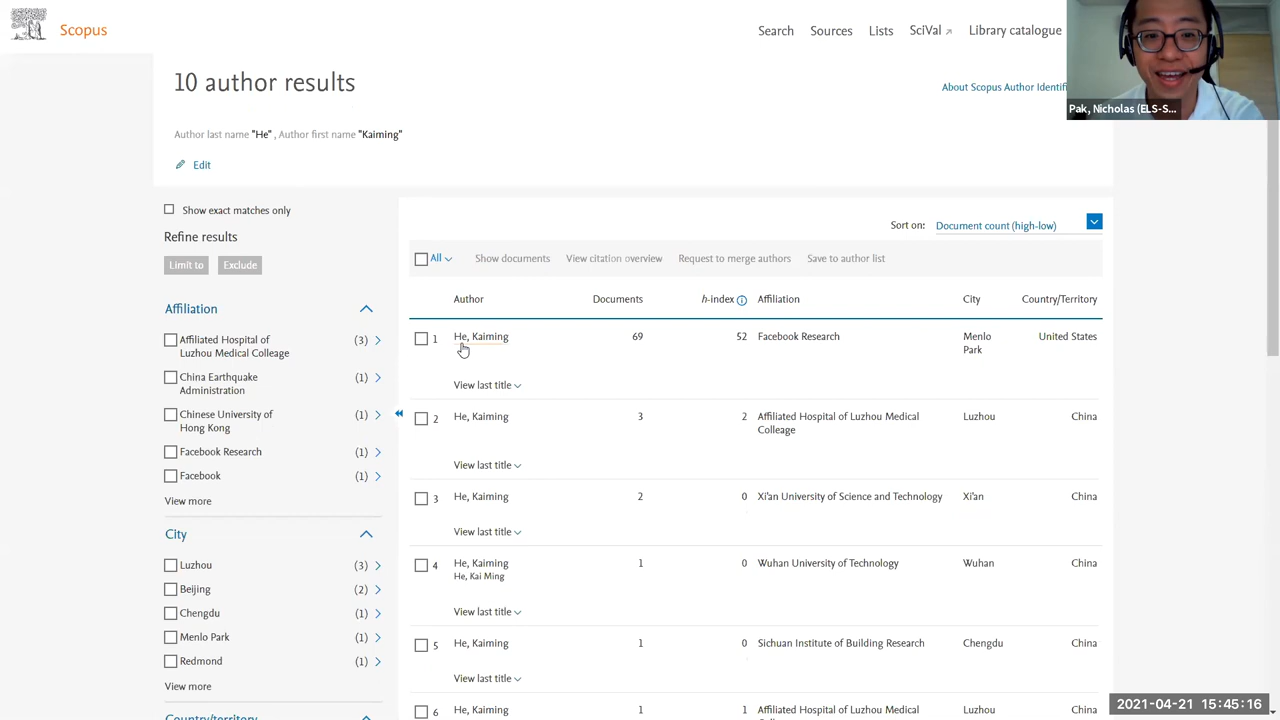 Scopus
Search Sources Lists SciVal Library catalogue
10 author results
About Scopus Author Identifi
Pak, Nicholas (ELS-S...
Author last name "He" , Author first name "Kaiming"
Edit
Show exact matches only
Refine results
Limit to Exclude
Affiliation
Affiliated Hospital of Luzhou Medical Colleage (3)
China Earthquake Administration (1)
Chinese University of Hong Kong (1)
Facebook Research (1)
Facebook (1)
View more
City
Luzhou (3)
Beijing (2)
Chengdu (1)
Menlo Park (1)
Redmond (1)
View more
Country/territory
Sort on: Document count (high-low)
All Show documents View citation overview Request to merge authors Save to author list
Author Documents h-index Affiliation City Country/Territory
1 He, Kaiming 69 52 Facebook Research Menlo Park United States
View last title
2 He, Kaiming 3 2 Affiliated Hospital of Luzhou Medical Colleage Luzhou China
View last title
3 He, Kaiming 2 0 Xi'an University of Science and Technology Xi'an China
View last title
4 He, Kaiming 1 0 Wuhan University of Technology Wuhan China
He, Kai Ming
View last title
5 He, Kaiming 1 0 Sichuan Institute of Building Research Chengdu China
View last title
6 He, Kaiming 1 1 Affiliated Hospital of Luzhou Medical Luzhou China
2021-04-21 15:45:16